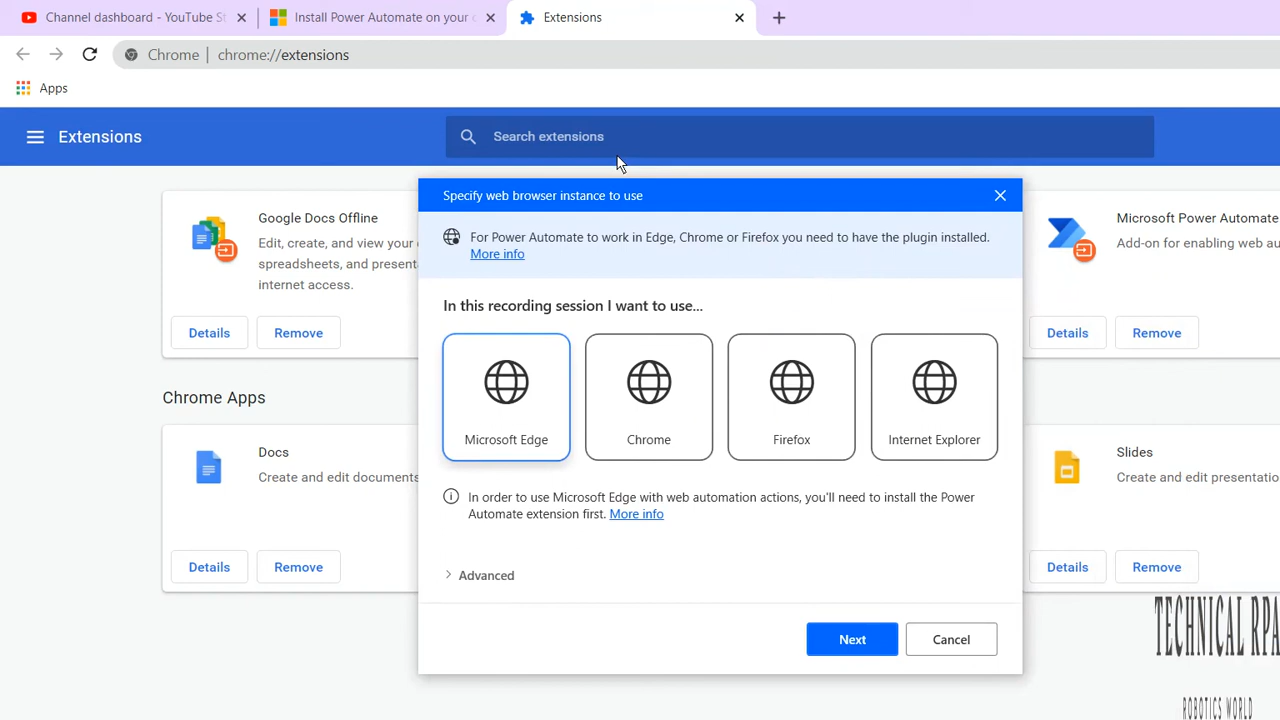 Channel dashboard - YouTube St
Install Power Automate on your c
Extensions
Chrome
chrome://extensions
Apps
Extensions
Search extensions
Specify web browser instance to use
For Power Automate to work in Edge, Chrome or Firefox you need to have the plugin installed.
More info
In this recording session I want to use...
Microsoft Edge
Chrome
Firefox
Internet Explorer
In order to use Microsoft Edge with web automation actions, you'll need to install the Power
Automate extension first. More info
Advanced
Next
Cancel
Google Docs Offline
Edit, create, and view your
spreadsheets, and present
internet access.
Details
Remove
Microsoft Power Automate
Add-on for enabling web au
Details
Remove
Chrome Apps
Docs
Create and edit documents
Details
Remove
Slides
Create and edit presentatio
Details
Remove
TECHNICAL RPA
ROBOTICS WORLD